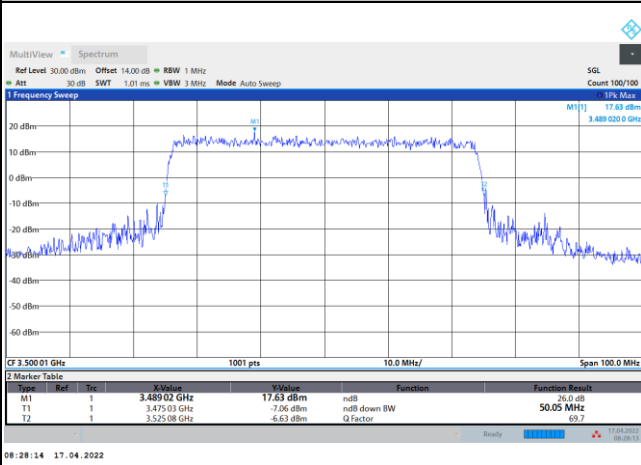 MultiView Spectrum
Ref Level 30.00 dBm Offset 14.00 dB RBW 1 MHz SGL
Att 30 dB SWT 1.01 ms VBW 3 MHz Mode Auto Sweep Count 100/100
1 Frequency Sweep 1Pk Max
M1[1] 17.63 dBm
3.489 020 0 GHz
M1
20 dBm
10 dBm
0 dBm
T1 T2
-10 dBm
-20 dBm
-30 dBm
-40 dBm
-50 dBm
-60 dBm
CF 3.500 01 GHz 1001 pts 10.0 MHz/ Span 100.0 MHz
2 Marker Table
Type Ref Trc X-Value Y-Value Function Function Result
M1 1 3.489 02 GHz 17.63 dBm ndB 26.0 dB
T1 1 3.475 03 GHz -7.06 dBm ndB down BW 50.05 MHz
T2 1 3.525 08 GHz -6.63 dBm Q Factor 69.7
Ready 17.04.2022
08:28:13
08:28:14 17.04.2022